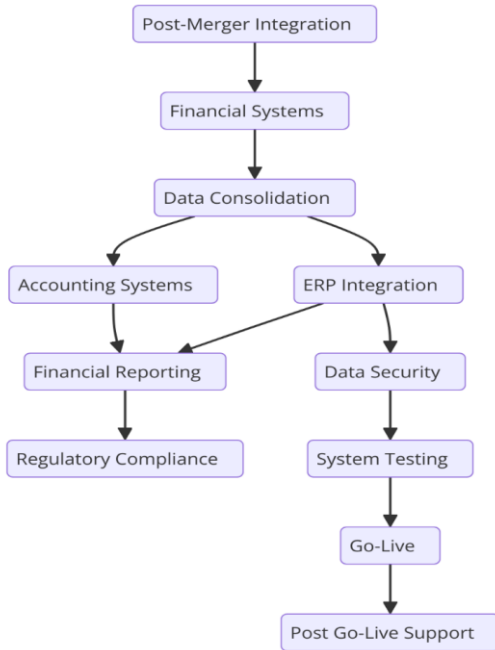 Post-Merger Integration
Financial Systems
Data Consolidation
Accounting Systems
ERP Integration
Financial Reporting
Data Security
Regulatory Compliance
System Testing
Go-Live
Post Go-Live Support